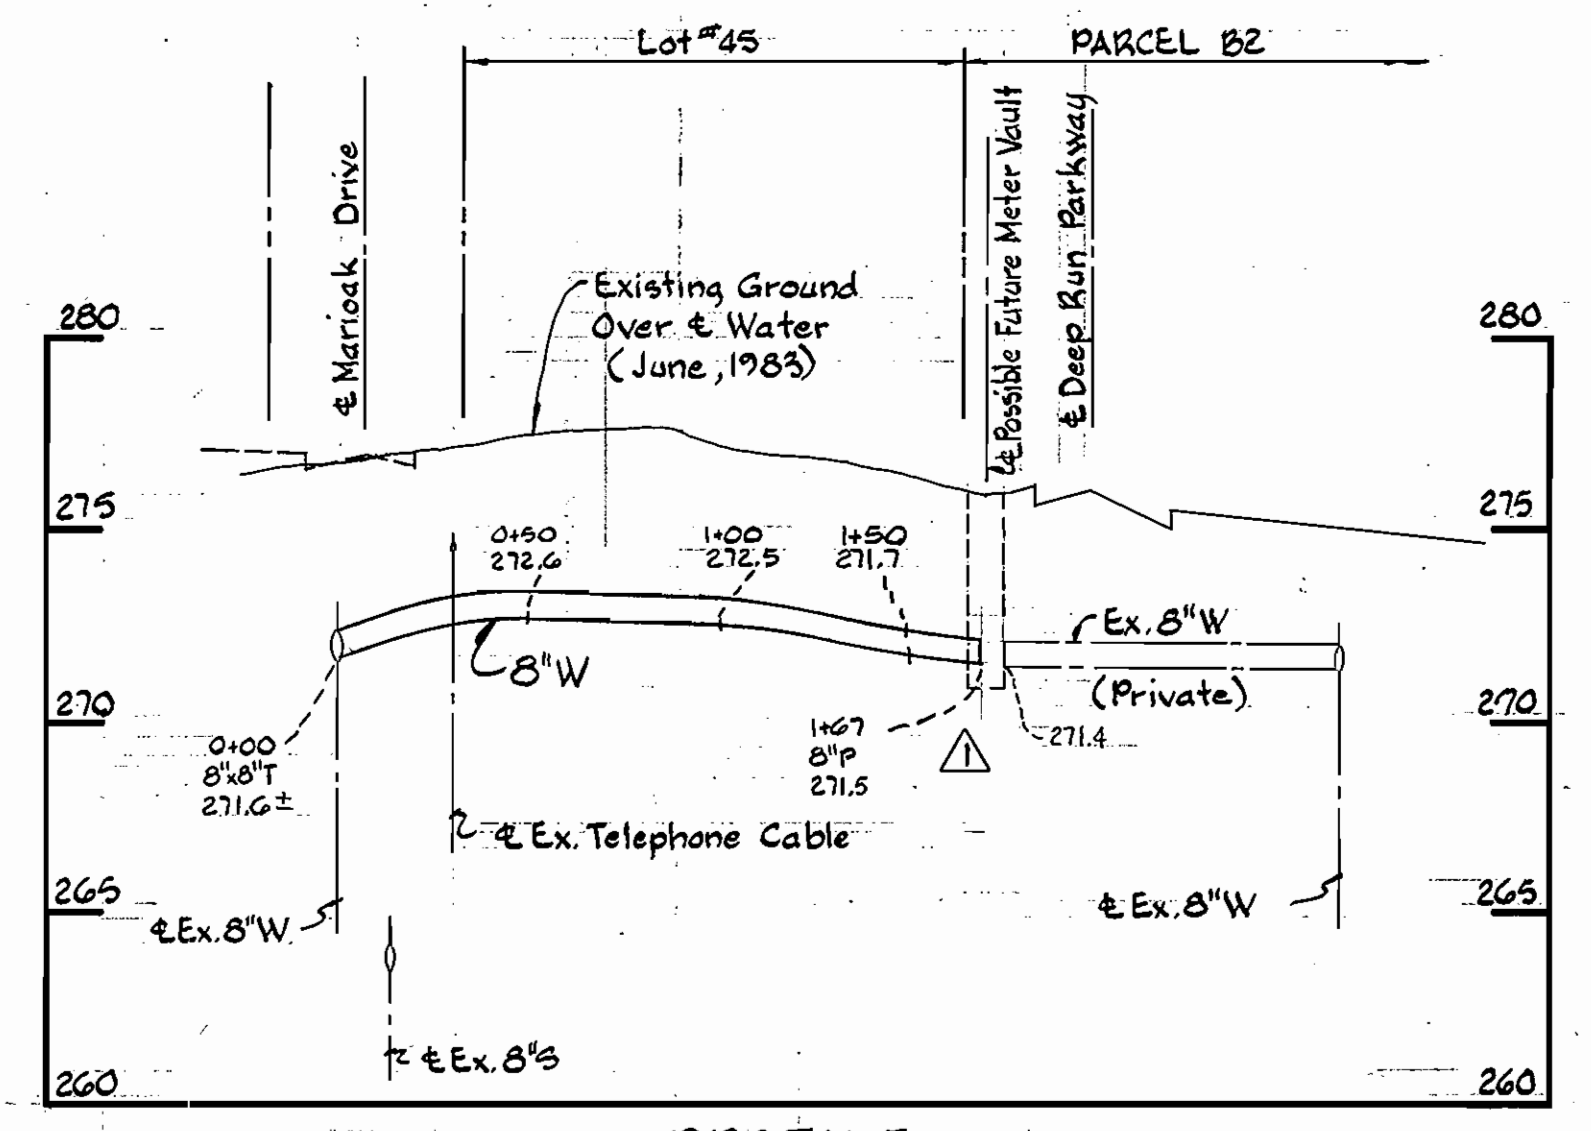 Lot #45
PARCEL B2
℄ Marioak Drive
℄ Possible Future Meter Vault
℄ Deep Run Parkway
Existing Ground
Over ℄ Water
(June, 1983)
280
280
275
275
0+50
272.6
1+00
272.5
1+50
271.7
8"W
Ex. 8"W
(Private)
270
270
0+00
8"x8"T
271.6±
1+67
8"P
271.5
1
271.4
℄ Ex. Telephone Cable
265
265
℄ Ex. 8"W
℄ Ex. 8"W
℄ Ex. 8"S
260
260